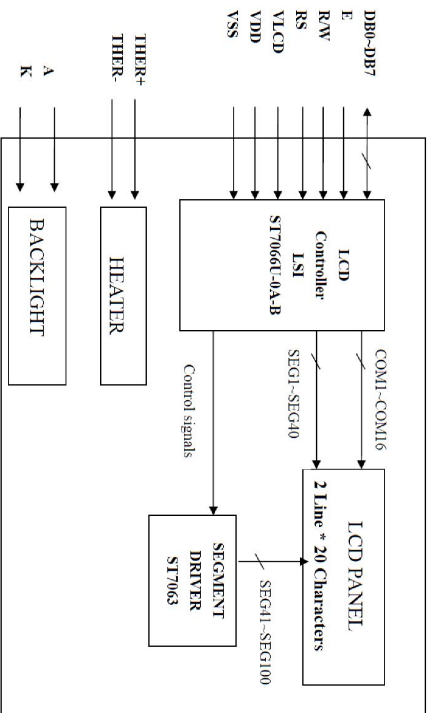 DB0~DB7
E
R/W
RS
VLCD
VDD
VSS
THER+
THER-
A
K
LCD
Controller
LSI
ST7066U-0A-B
COM1~COM16
SEG1~SEG40
LCD PANEL
2 Line * 20 Characters
Control signals
SEGMENT
DRIVER
ST7063
SEG41~SEG100
HEATER
BACKLIGHT